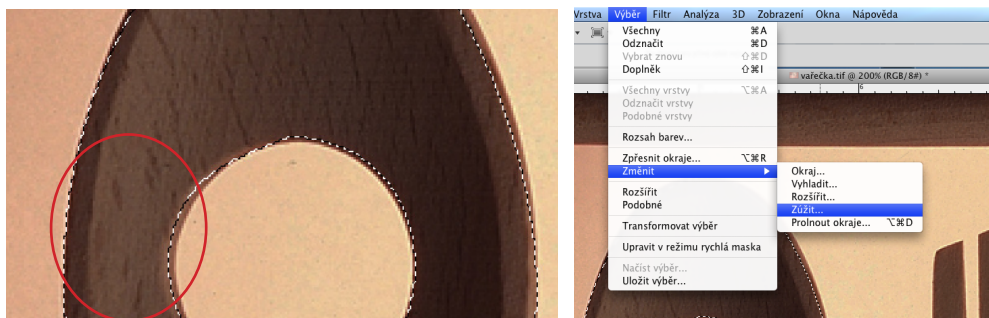 Vrstva Výběr Filtr Analýza 3D Zobrazení Okna Nápověda
Všechny ⌘A
Odznačit ⌘D
Vybrat znovu ⇧⌘D
Doplněk ⇧⌘I
vařečka.tif @ 200% (RGB/8#) *
Všechny vrstvy ⌥⌘A
6
Odznačit vrstvy
Podobné vrstvy
Rozsah barev...
Zpřesnit okraje... ⌥⌘R
Změnit
Okraj...
Vyhladit...
Rozšířit...
Zúžit...
Prolnout okraje... ⌥⌘D
Rozšířit
Podobné
Transformovat výběr
Upravit v režimu rychlá maska
Načíst výběr...
Uložit výběr...